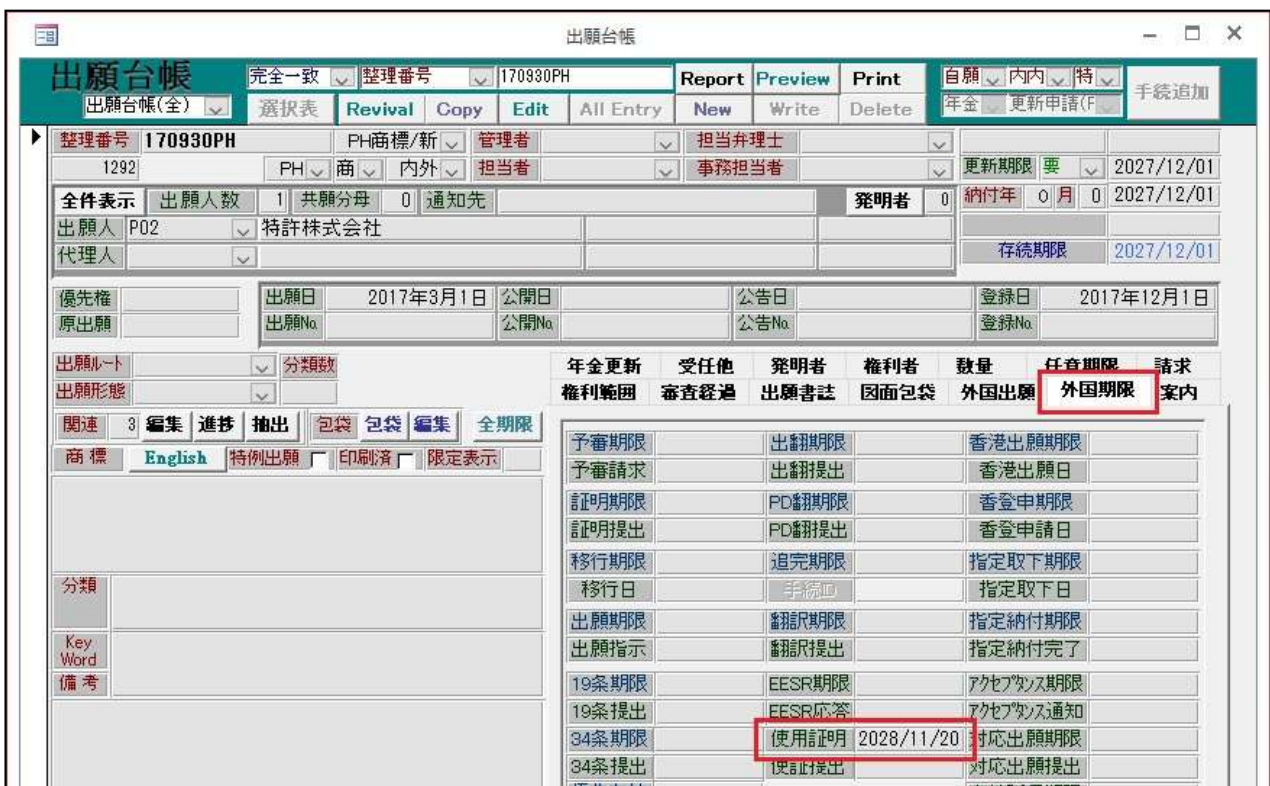 出願台帳
出願台帳 完全一致 整理番号 170930PH Report Preview Print 自願 内内 特 手続追加
出願台帳(全) 選択表 Revival Copy Edit All Entry New Write Delete 年金 更新申請(F
整理番号 170930PH PH商標/新 管理者 担当弁理士
1292 PH 商 内外 担当者 事務担当者 更新期限 要 2027/12/01
全件表示 出願人数 1 共願分母 0 通知先 発明者 0 納付年 0 月 0 2027/12/01
出願人 P02 特許株式会社
代理人 存続期限 2027/12/01
優先権 出願日 2017年3月1日 公開日 公告日 登録日 2017年12月1日
原出願 出願No. 公開No. 公告No. 登録No.
出願ルート 分類数 年金更新 受任他 発明者 権利者 数量 任意期限 請求
出願形態 権利範囲 審査経過 出願書誌 図面包袋 外国出願 外国期限 案内
関連 3 編集 進捗 抽出 包袋 包袋 編集 全期限
商標 English 特例出願 印刷済 限定表示
予審期限 出翻期限 香港出願期限
予審請求 出翻提出 香港出願日
証明期限 PD翻期限 香登申期限
証明提出 PD翻提出 香登申請日
移行期限 追完期限 指定取下期限
分類 移行日 手続ID 指定取下日
出願期限 翻訳期限 指定納付期限
Key Word 出願指示 翻訳提出 指定納付完了
備考 19条期限 EESR期限 アクセプタンス期限
19条提出 EESR応答 アクセプタンス通知
34条期限 使用証明 2028/11/20 対応出願期限
34条提出 使証提出 対応出願提出